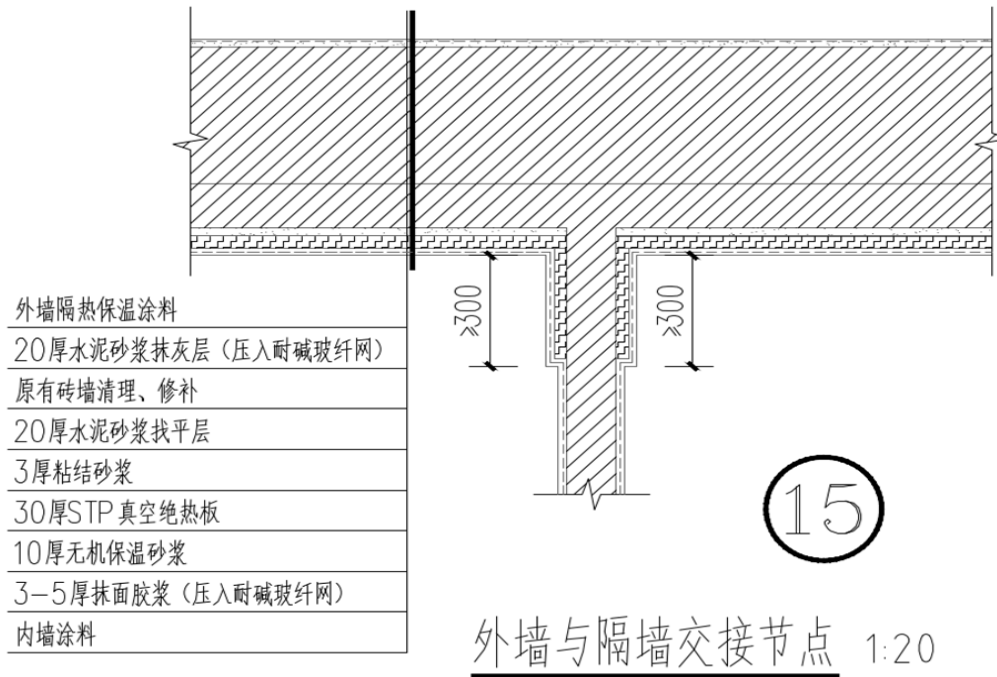 ≥300
≥300
外墙隔热保温涂料
20厚水泥砂浆抹灰层（压入耐碱玻纤网）
原有砖墙清理、修补
20厚水泥砂浆找平层
3厚粘结砂浆
30厚STP真空绝热板
10厚无机保温砂浆
3-5厚抹面胶浆（压入耐碱玻纤网）
内墙涂料
15
外墙与隔墙交接节点 1:20